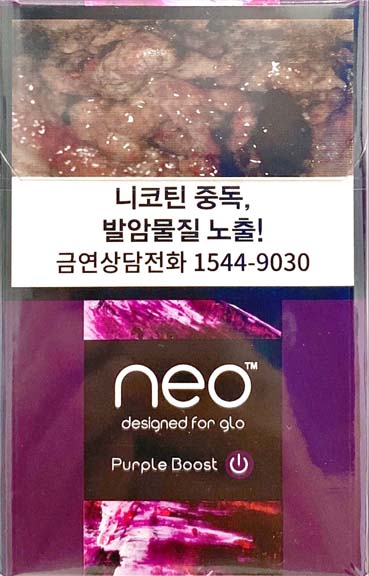 니코틴 중독,
발암물질 노출!
금연상담전화 1544-9030
neo™
designed for glo
Purple Boost